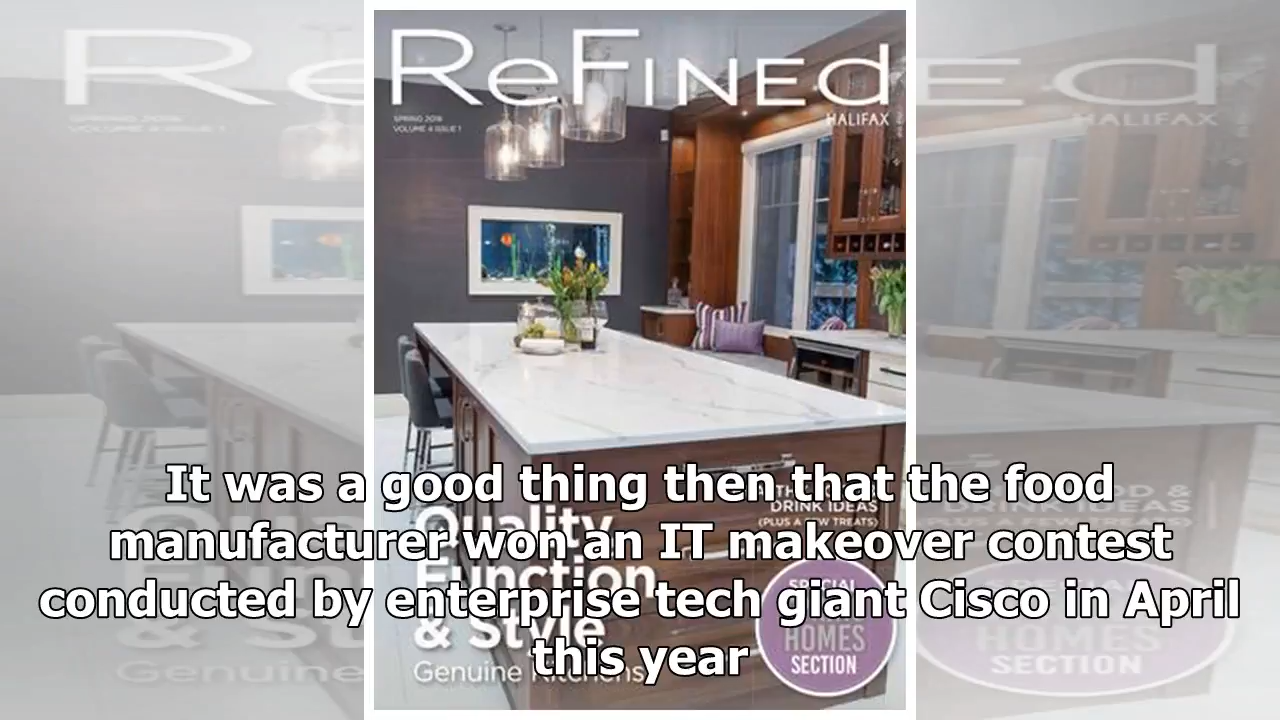 ReFined
HALIFAX
SPRING 2016
VOLUME 4 ISSUE 1
DRINK IDEAS
(PLUS A FEW TREATS)
Quality,
Function
& Style
Genuine Kitchens
SPECIAL
HOMES
SECTION
It was a good thing then that the food
manufacturer won an IT makeover contest
conducted by enterprise tech giant Cisco in April
this year